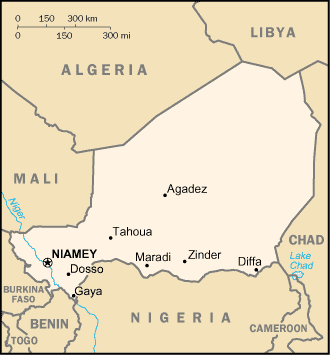 0 150 300 km
0 150 300 mi
LIBYA
ALGERIA
MALI
Niger
Agadez
Tahoua
NIAMEY
Dosso
Maradi
Zinder
Diffa
CHAD
Lake
Chad
Gaya
BURKINA
FASO
BENIN
TOGO
NIGERIA
CAMEROON